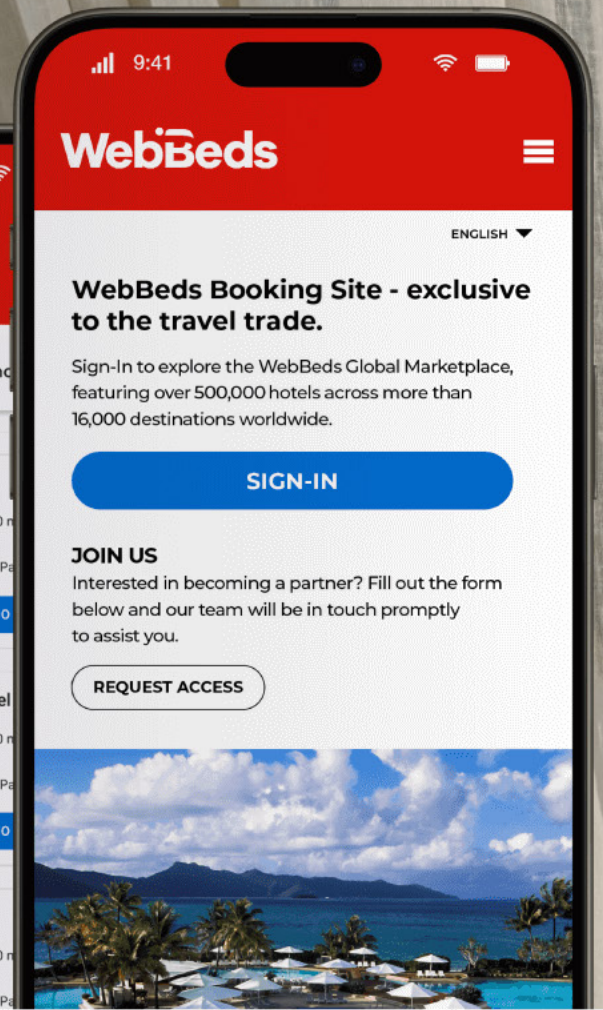 9:41
WebBeds
ENGLISH
WebBeds Booking Site - exclusive
to the travel trade.
Sign-In to explore the WebBeds Global Marketplace,
featuring over 500,000 hotels across more than
16,000 destinations worldwide.
SIGN-IN
JOIN US
Interested in becoming a partner? Fill out the form
below and our team will be in touch promptly
to assist you.
REQUEST ACCESS